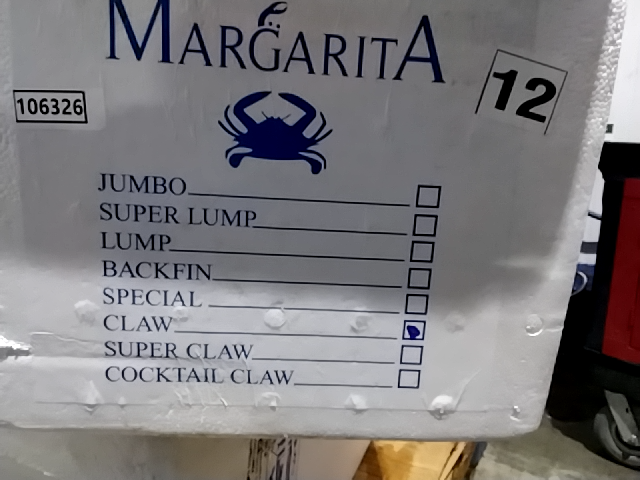 MARGARITA
106326
12
JUMBO
SUPER LUMP
LUMP
BACKFIN
SPECIAL
CLAW
SUPER CLAW
COCKTAIL CLAW